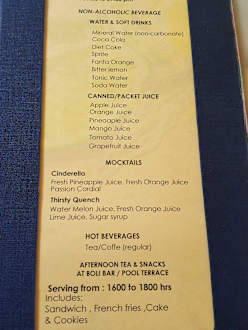 NON-ALCOHOLIC BEVERAGE
WATER & SOFT DRINKS
Mineral Water (non-carbonate)
Coca Cola
Diet Coke
Sprite
Fanta Orange
Bitter lemon
Tonic Water
Soda Water
CANNED/PACKET JUICE
Apple Juice
Orange Juice
Pineapple Juice
Mango Juice
Tomato Juice
Grapefruit Juice
MOCKTAILS
Cinderella
Fresh Pineapple Juice, Fresh Orange Juice
Passion Cordial
Thirsty Quench
Water Melon Juice, Fresh Orange Juice
Lime Juice, Sugar syrup
HOT BEVERAGES
Tea/Coffe (regular)
AFTERNOON TEA & SNACKS
AT BOLI BAR / POOL TERRACE
Serving from : 1600 to 1800 hrs
Includes:
Sandwich , French fries ,Cake
& Cookies